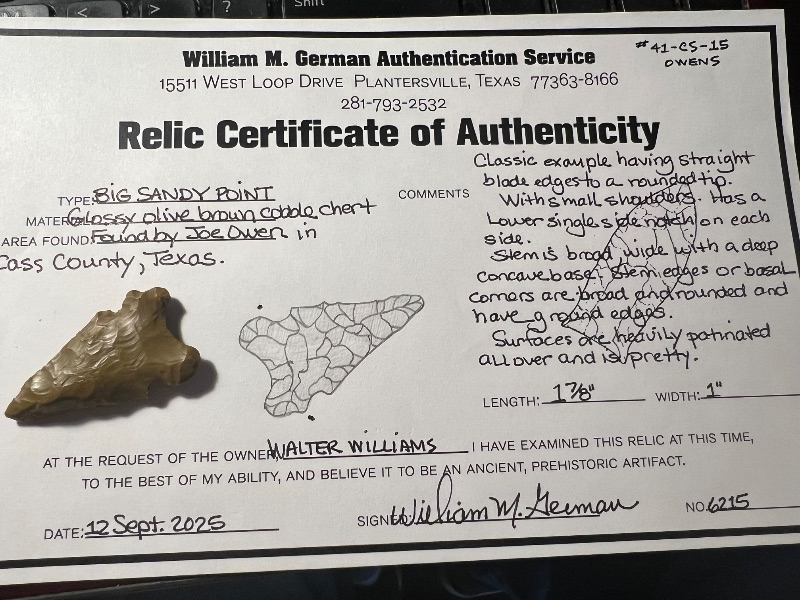 Shift
?
William M. German Authentication Service
#41-CS-15
OWENS
15511 WEST LOOP DRIVE PLANTERSVILLE, TEXAS 77363-8166
281-793-2532
Relic Certificate of Authenticity
TYPE: BIG SANDY POINT
Glossy olive brown cobble chert
AREA FOUND: Found by Joe Owen in
Cass County, Texas.
COMMENTS
Classic example having straight
blade edges to a rounded tip.
With small shoulders. Has a
Lower single side notch on each
side.
Stem is broad, wide with a deep
concave base. Stem edges or basal
corners are broad and rounded and
have ground edges.
Surfaces are heavily patinated
all over and is pretty.
LENGTH: 1 7/8" WIDTH: 1"
AT THE REQUEST OF THE OWNER, WALTER WILLIAMS I HAVE EXAMINED THIS RELIC AT THIS TIME,
TO THE BEST OF MY ABILITY, AND BELIEVE IT TO BE AN ANCIENT, PREHISTORIC ARTIFACT.
DATE: 12 Sept. 2025 SIGNED William M. German NO. 6215